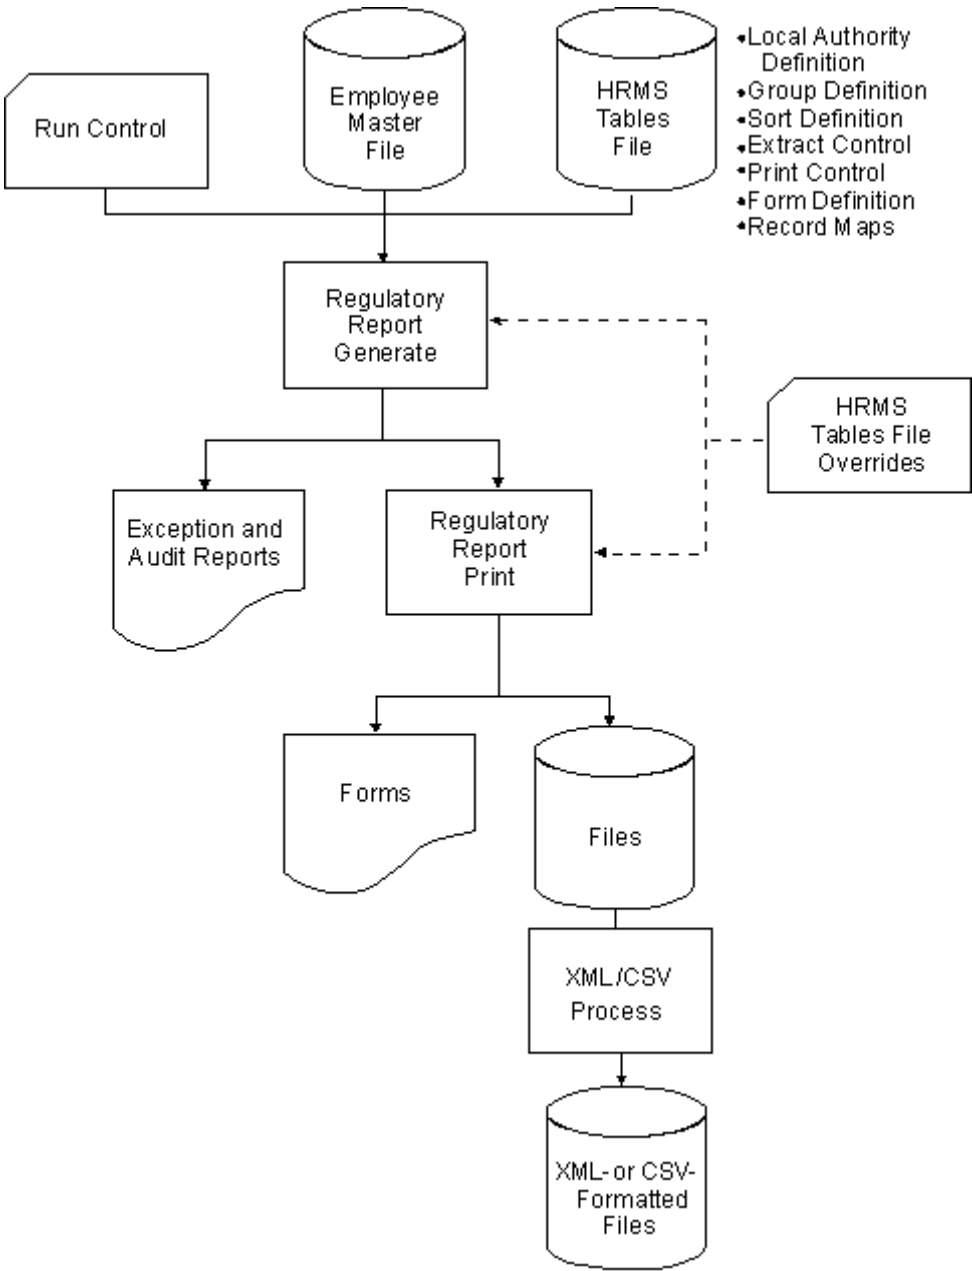 Run Control
Employee
Master
File
HRMS
Tables
File
•Local Authority
Definition
•Group Definition
•Sort Definition
•Extract Control
•Print Control
•Form Definition
•Record Maps
Regulatory
Report
Generate
HRMS
Tables File
Overrides
Exception and
Audit Reports
Regulatory
Report
Print
Forms
Files
XML/CSV
Process
XML- or CSV-
Formatted
Files